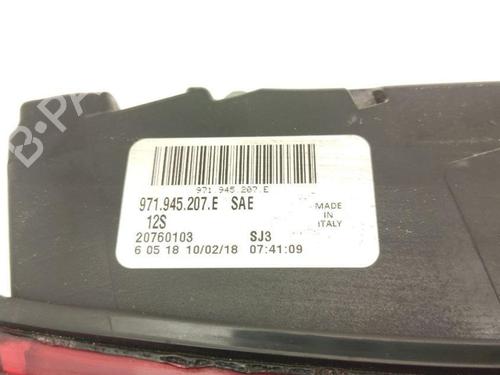 B-PARTS
971.945.207.E
971.945.207.E SAE
12S
MADE
IN
ITALY
20760103 SJ3
6 05 18 10/02/18 07:41:09